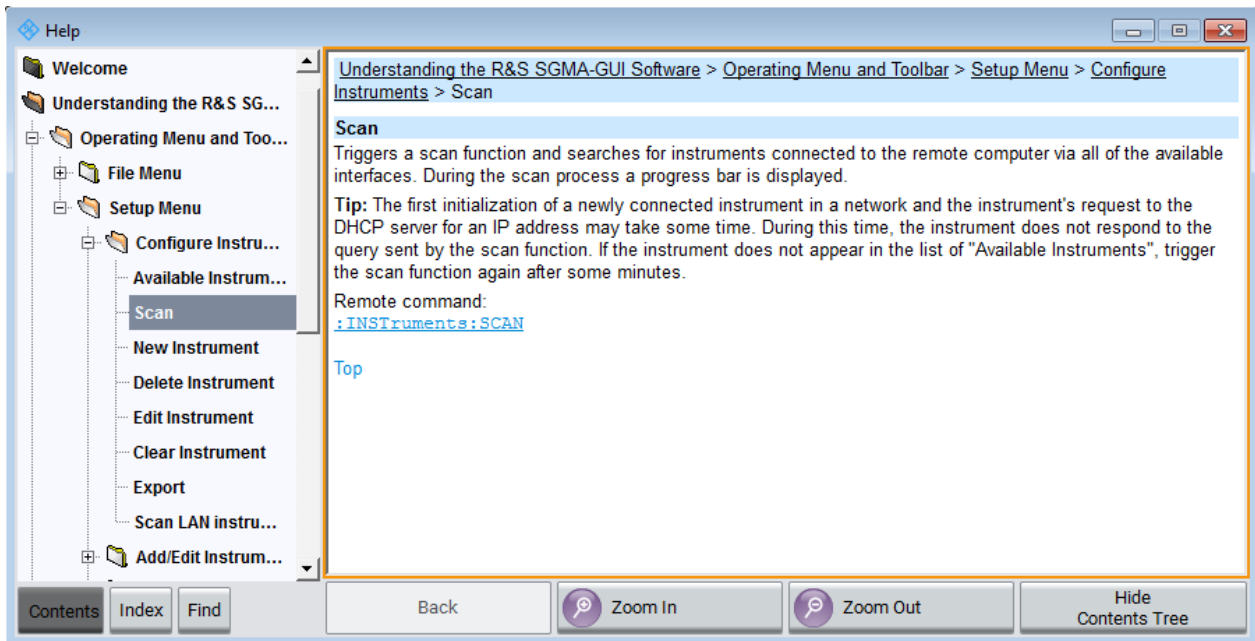 Help
Welcome
Understanding the R&S SG...
Operating Menu and Too...
File Menu
Setup Menu
Configure Instru...
Available Instrum...
Scan
New Instrument
Delete Instrument
Edit Instrument
Clear Instrument
Export
Scan LAN instru...
Add/Edit Instrum...
Contents
Index
Find
Understanding the R&S SGMA-GUI Software > Operating Menu and Toolbar > Setup Menu > Configure
Instruments > Scan
Scan
Triggers a scan function and searches for instruments connected to the remote computer via all of the available
interfaces. During the scan process a progress bar is displayed.
Tip: The first initialization of a newly connected instrument in a network and the instrument's request to the
DHCP server for an IP address may take some time. During this time, the instrument does not respond to the
query sent by the scan function. If the instrument does not appear in the list of "Available Instruments", trigger
the scan function again after some minutes.
Remote command:
:INSTruments:SCAN
Top
Back
Zoom In
Zoom Out
Hide
Contents Tree